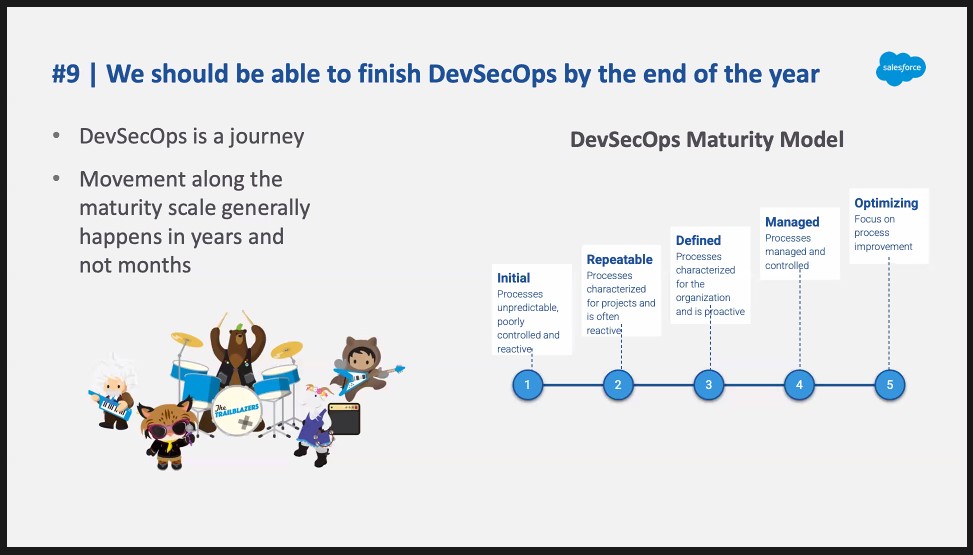 #9 | We should be able to finish DevSecOps by the end of the year
salesforce
• DevSecOps is a journey
• Movement along the
maturity scale generally
happens in years and
not months
The
TRAILBLAZERS
DevSecOps Maturity Model
Initial
Processes
unpredictable,
poorly
controlled and
reactive
Repeatable
Processes
characterized
for projects and
is often
reactive
Defined
Processes
characterized
for the
organization
and is proactive
Managed
Processes
managed and
controlled
Optimizing
Focus on
process
improvement
1
2
3
4
5